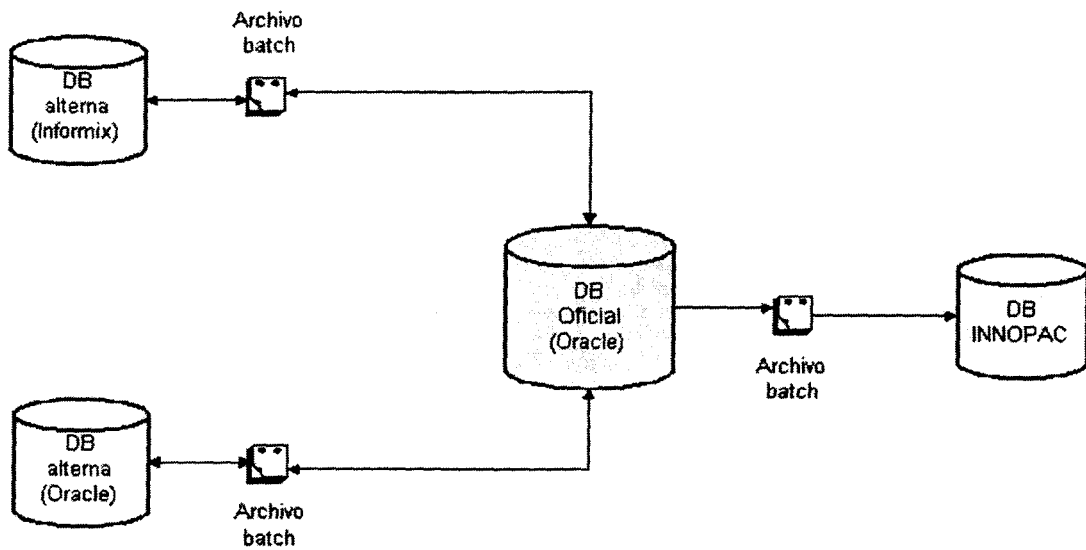 Archivo
batch
DB
alterna
(Informix)
DB
Oficial
(Oracle)
Archivo
batch
DB
INNOPAC
DB
alterna
(Oracle)
Archivo
batch